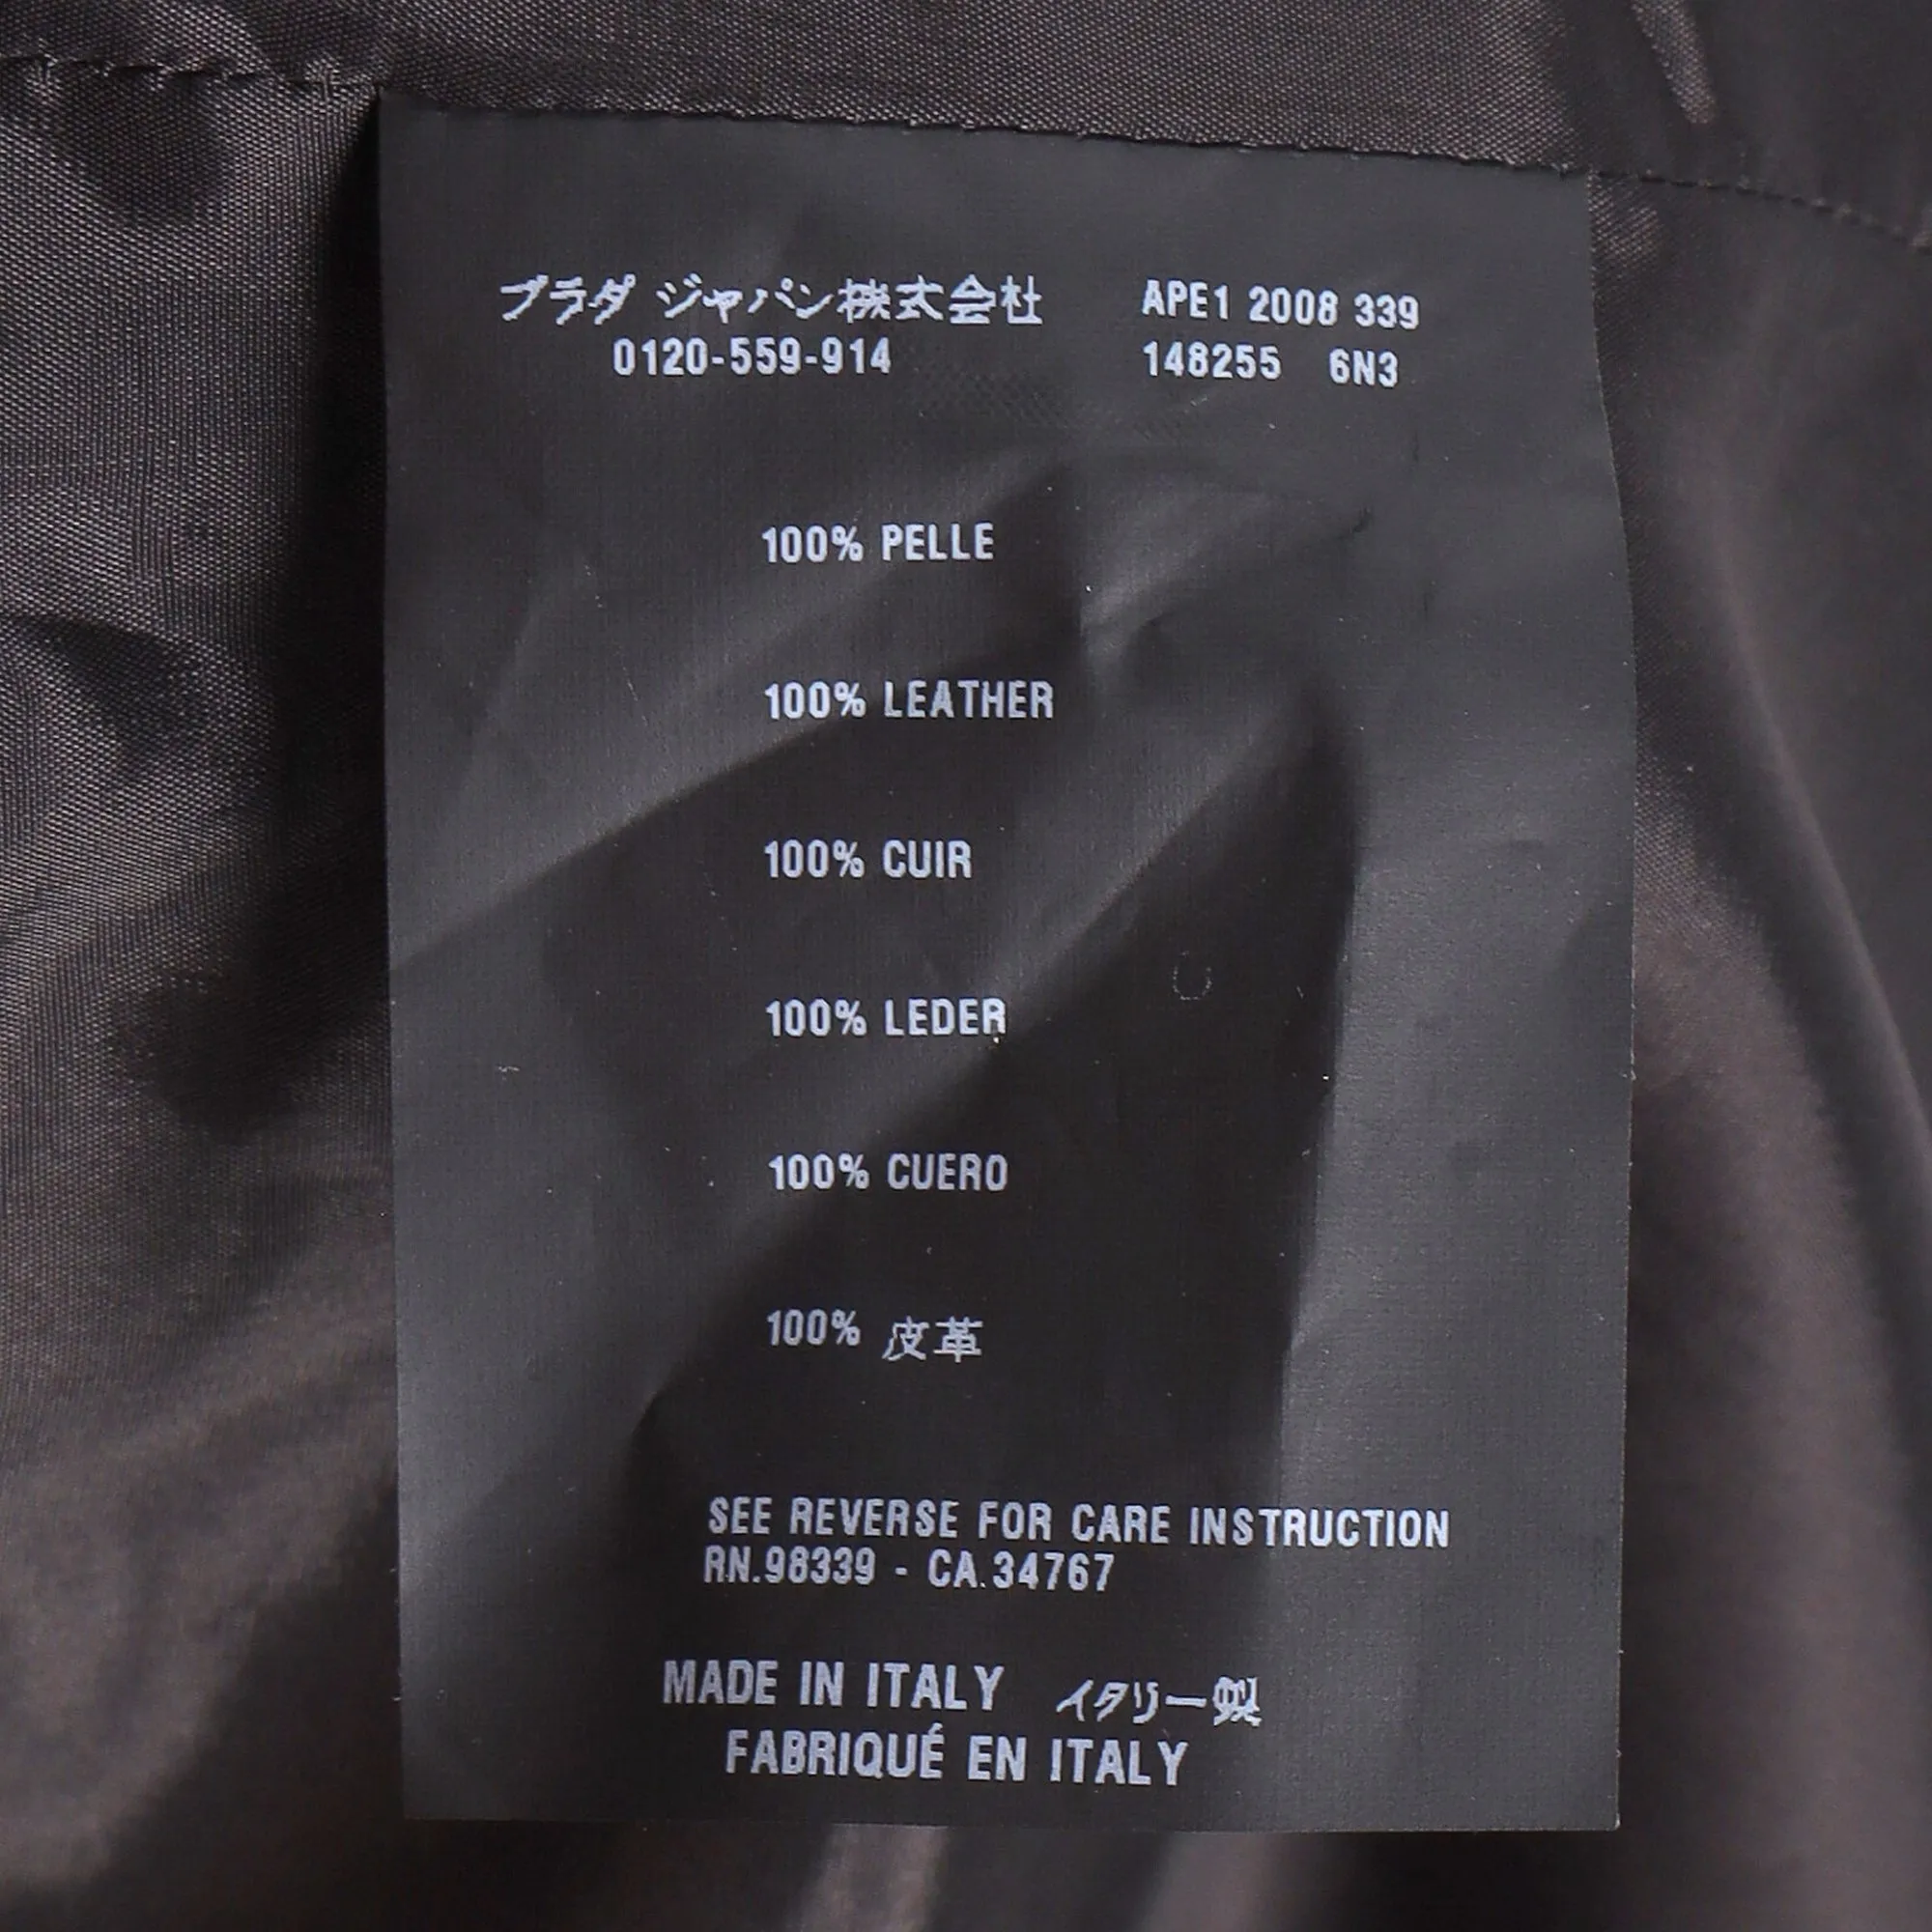 プラダ ジャパン株式会社 APE1 2008 339
0120-559-914 148255 6N3
100% PELLE
100% LEATHER
100% CUIR
100% LEDER
100% CUERO
100% 皮革
SEE REVERSE FOR CARE INSTRUCTION
RN.98339 - CA.34767
MADE IN ITALY イタリー製
FABRIQUÉ EN ITALY